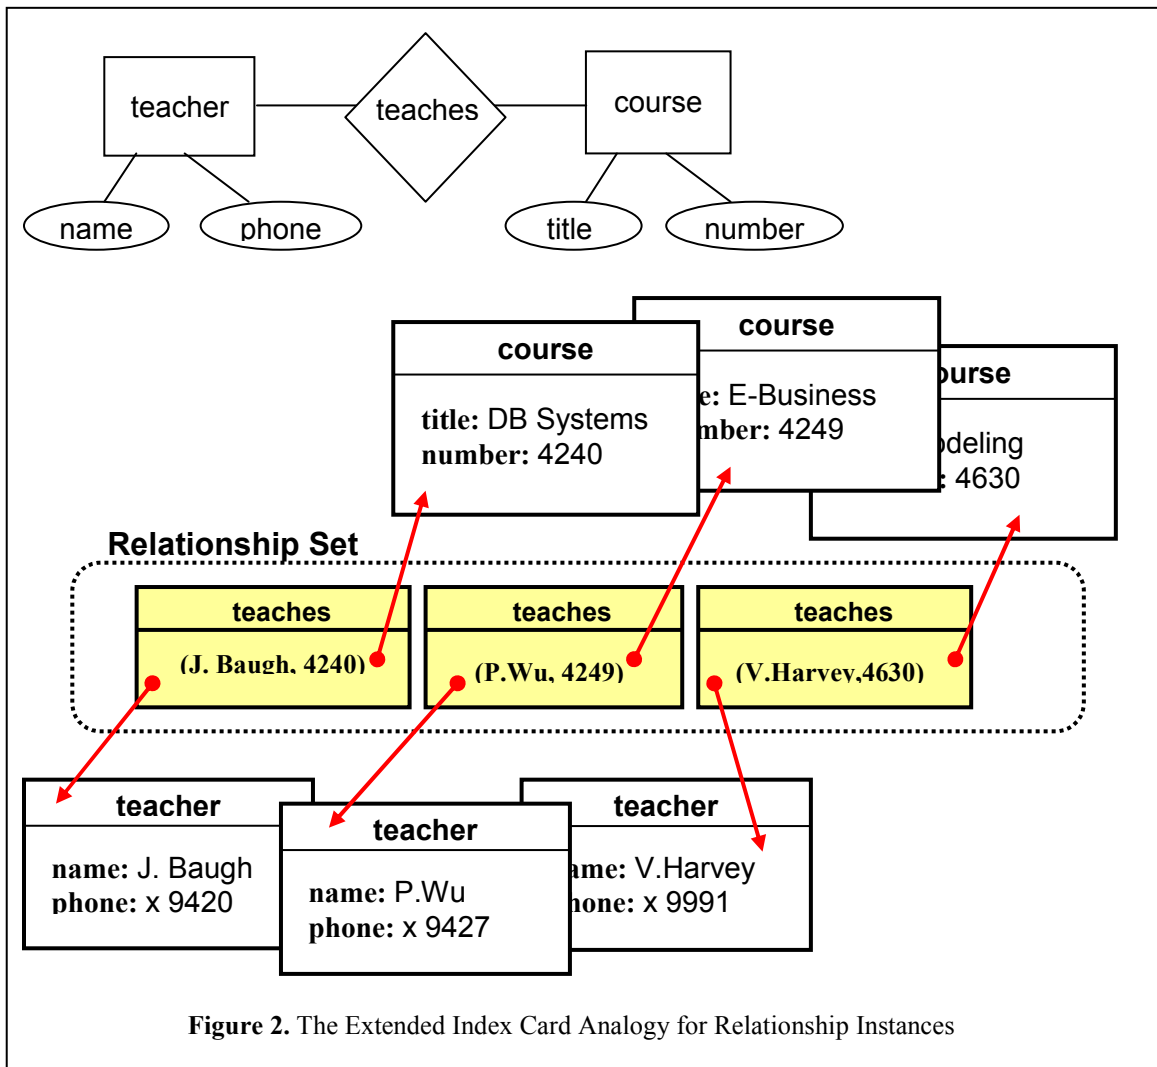 teacher
teaches
course
name
phone
title
number
course
title: DB Systems
number: 4240
course
e: E-Business
mber: 4249
ourse
odeling
: 4630
Relationship Set
teaches
(J. Baugh, 4240)
teaches
(P.Wu, 4249)
teaches
(V.Harvey,4630)
teacher
name: J. Baugh
phone: x 9420
teacher
name: P.Wu
phone: x 9427
teacher
ame: V.Harvey
hone: x 9991
Figure 2. The Extended Index Card Analogy for Relationship Instances